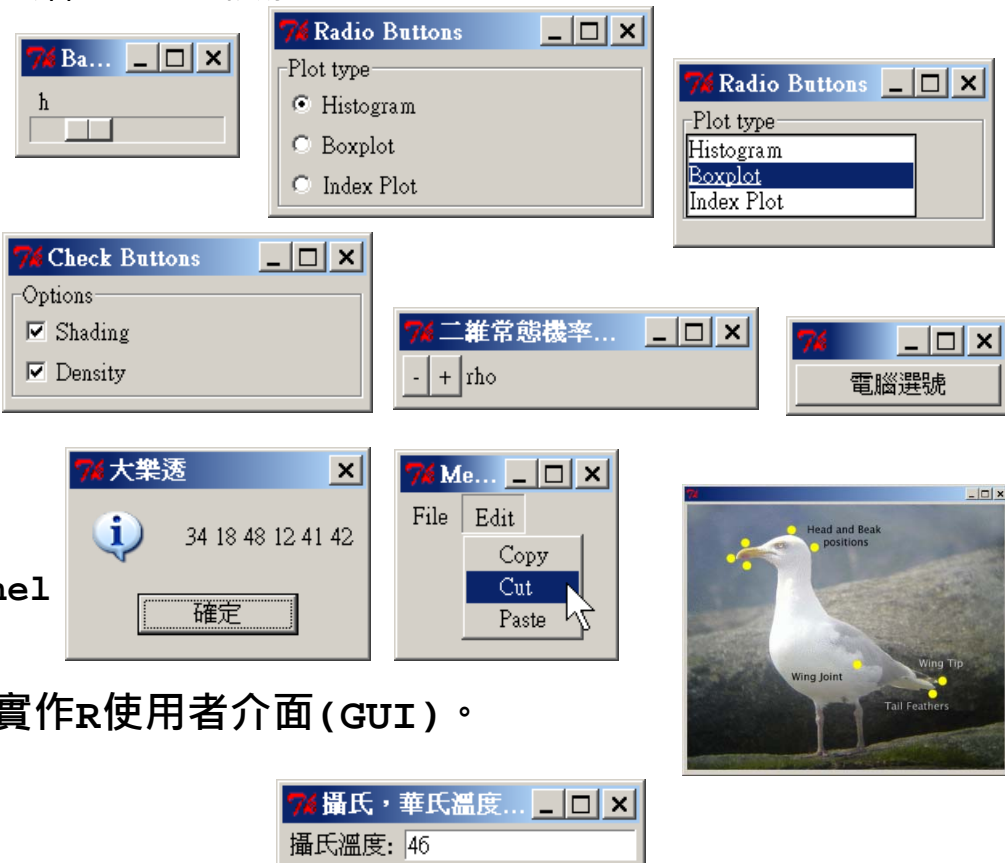 Radio Buttons
Plot type
Histogram
Boxplot
Index Plot
Ba...
h
Radio Buttons
Plot type
Histogram
Boxplot
Index Plot
Check Buttons
Options
Shading
Density
二維常態機率...
- + rho
電腦選號
大樂透
34 18 48 12 41 42
確定
Me...
File Edit
Copy
Cut
Paste
Head and Beak
positions
Wing Joint
Wing Tip
Tail Feathers
nel
實作R使用者介面(GUI)。
攝氏，華氏溫度...
攝氏溫度: 46